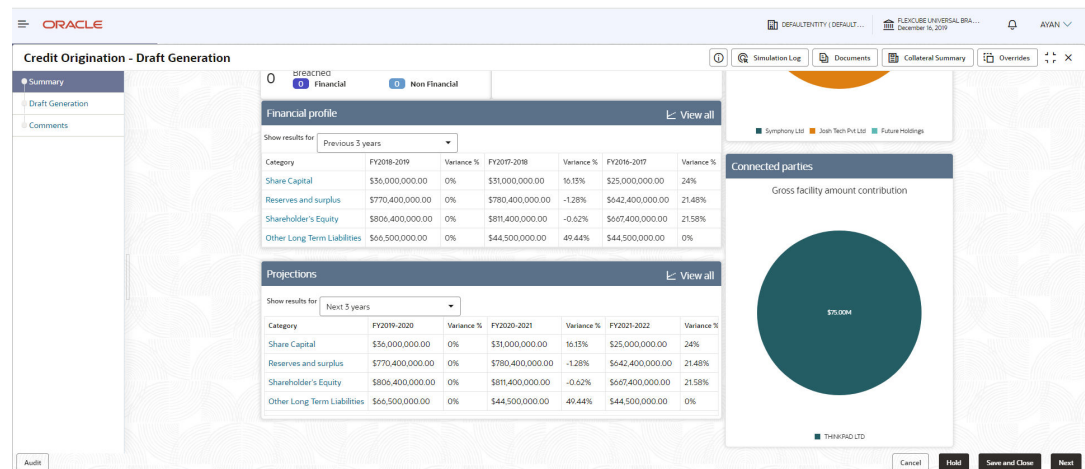 ORACLE
DEFAULTENTITY ( DEFAULT....
FLEXCUBE UNIVERSAL BRA....
December 16, 2019
AYAN
Credit Origination - Draft Generation
Simulation Log
Documents
Collateral Summary
Overrides
Summary
Draft Generation
Comments
0 Breached
0 Financial 0 Non Financial
Financial profile View all
Show results for Previous 3 years
Category FY2018-2019 Variance % FY2017-2018 Variance % FY2016-2017 Variance %
Share Capital $36,000,000.00 0% $31,000,000.00 16.13% $25,000,000.00 24%
Reserves and surplus $770,400,000.00 0% $780,400,000.00 -1.28% $642,400,000.00 21.48%
Shareholder's Equity $806,400,000.00 0% $811,400,000.00 -0.62% $667,400,000.00 21.58%
Other Long Term Liabilities $66,500,000.00 0% $44,500,000.00 49.44% $44,500,000.00 0%
Projections View all
Show results for Next 3 years
Category FY2019-2020 Variance % FY2020-2021 Variance % FY2021-2022 Variance %
Share Capital $36,000,000.00 0% $31,000,000.00 16.13% $25,000,000.00 24%
Reserves and surplus $770,400,000.00 0% $780,400,000.00 -1.28% $642,400,000.00 21.48%
Shareholder's Equity $806,400,000.00 0% $811,400,000.00 -0.62% $667,400,000.00 21.58%
Other Long Term Liabilities $66,500,000.00 0% $44,500,000.00 49.44% $44,500,000.00 0%
Symphony Ltd Josh Tech Pvt Ltd Future Holdings
Connected parties
Gross facility amount contribution
$75.00M
THINKPAD LTD
Audit
Cancel
Hold
Save and Close
Next